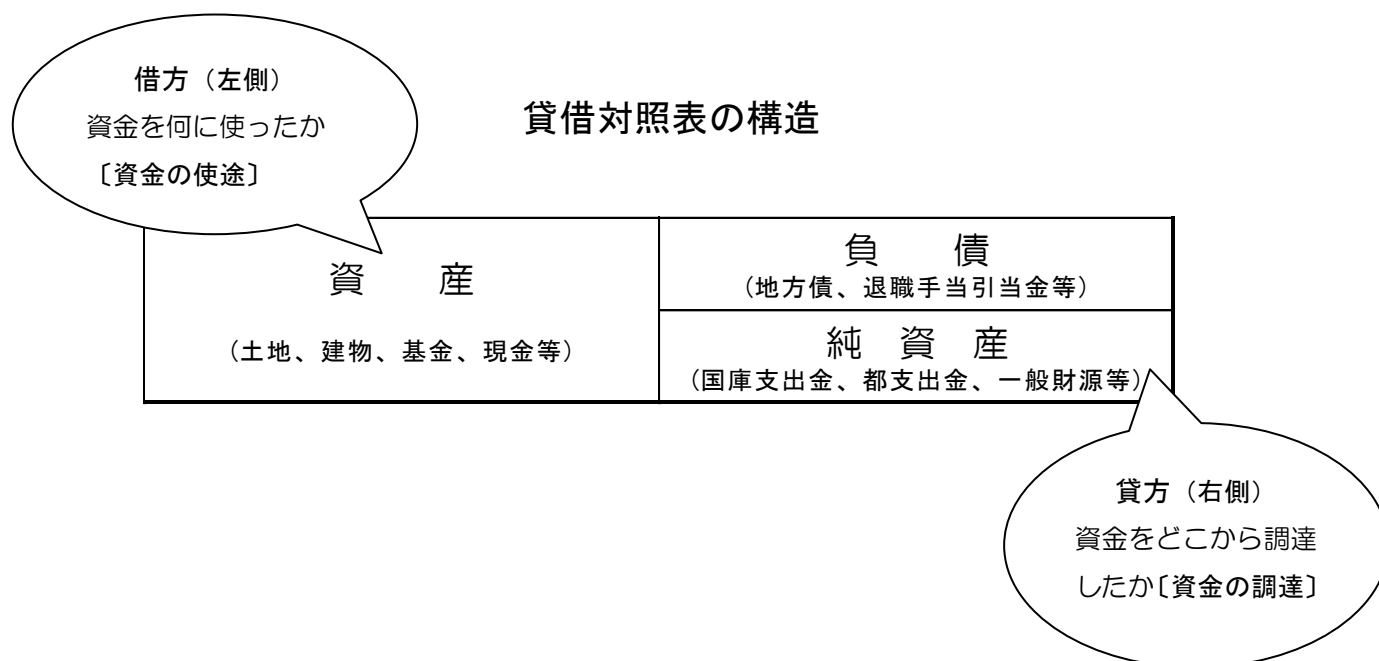 借方（左側）
資金を何に使ったか
〔資金の使途〕
貸借対照表の構造
資　産
（土地、建物、基金、現金等）
負　債
（地方債、退職手当引当金等）
純　資　産
（国庫支出金、都支出金、一般財源等）
貸方（右側）
資金をどこから調達
したか〔資金の調達〕